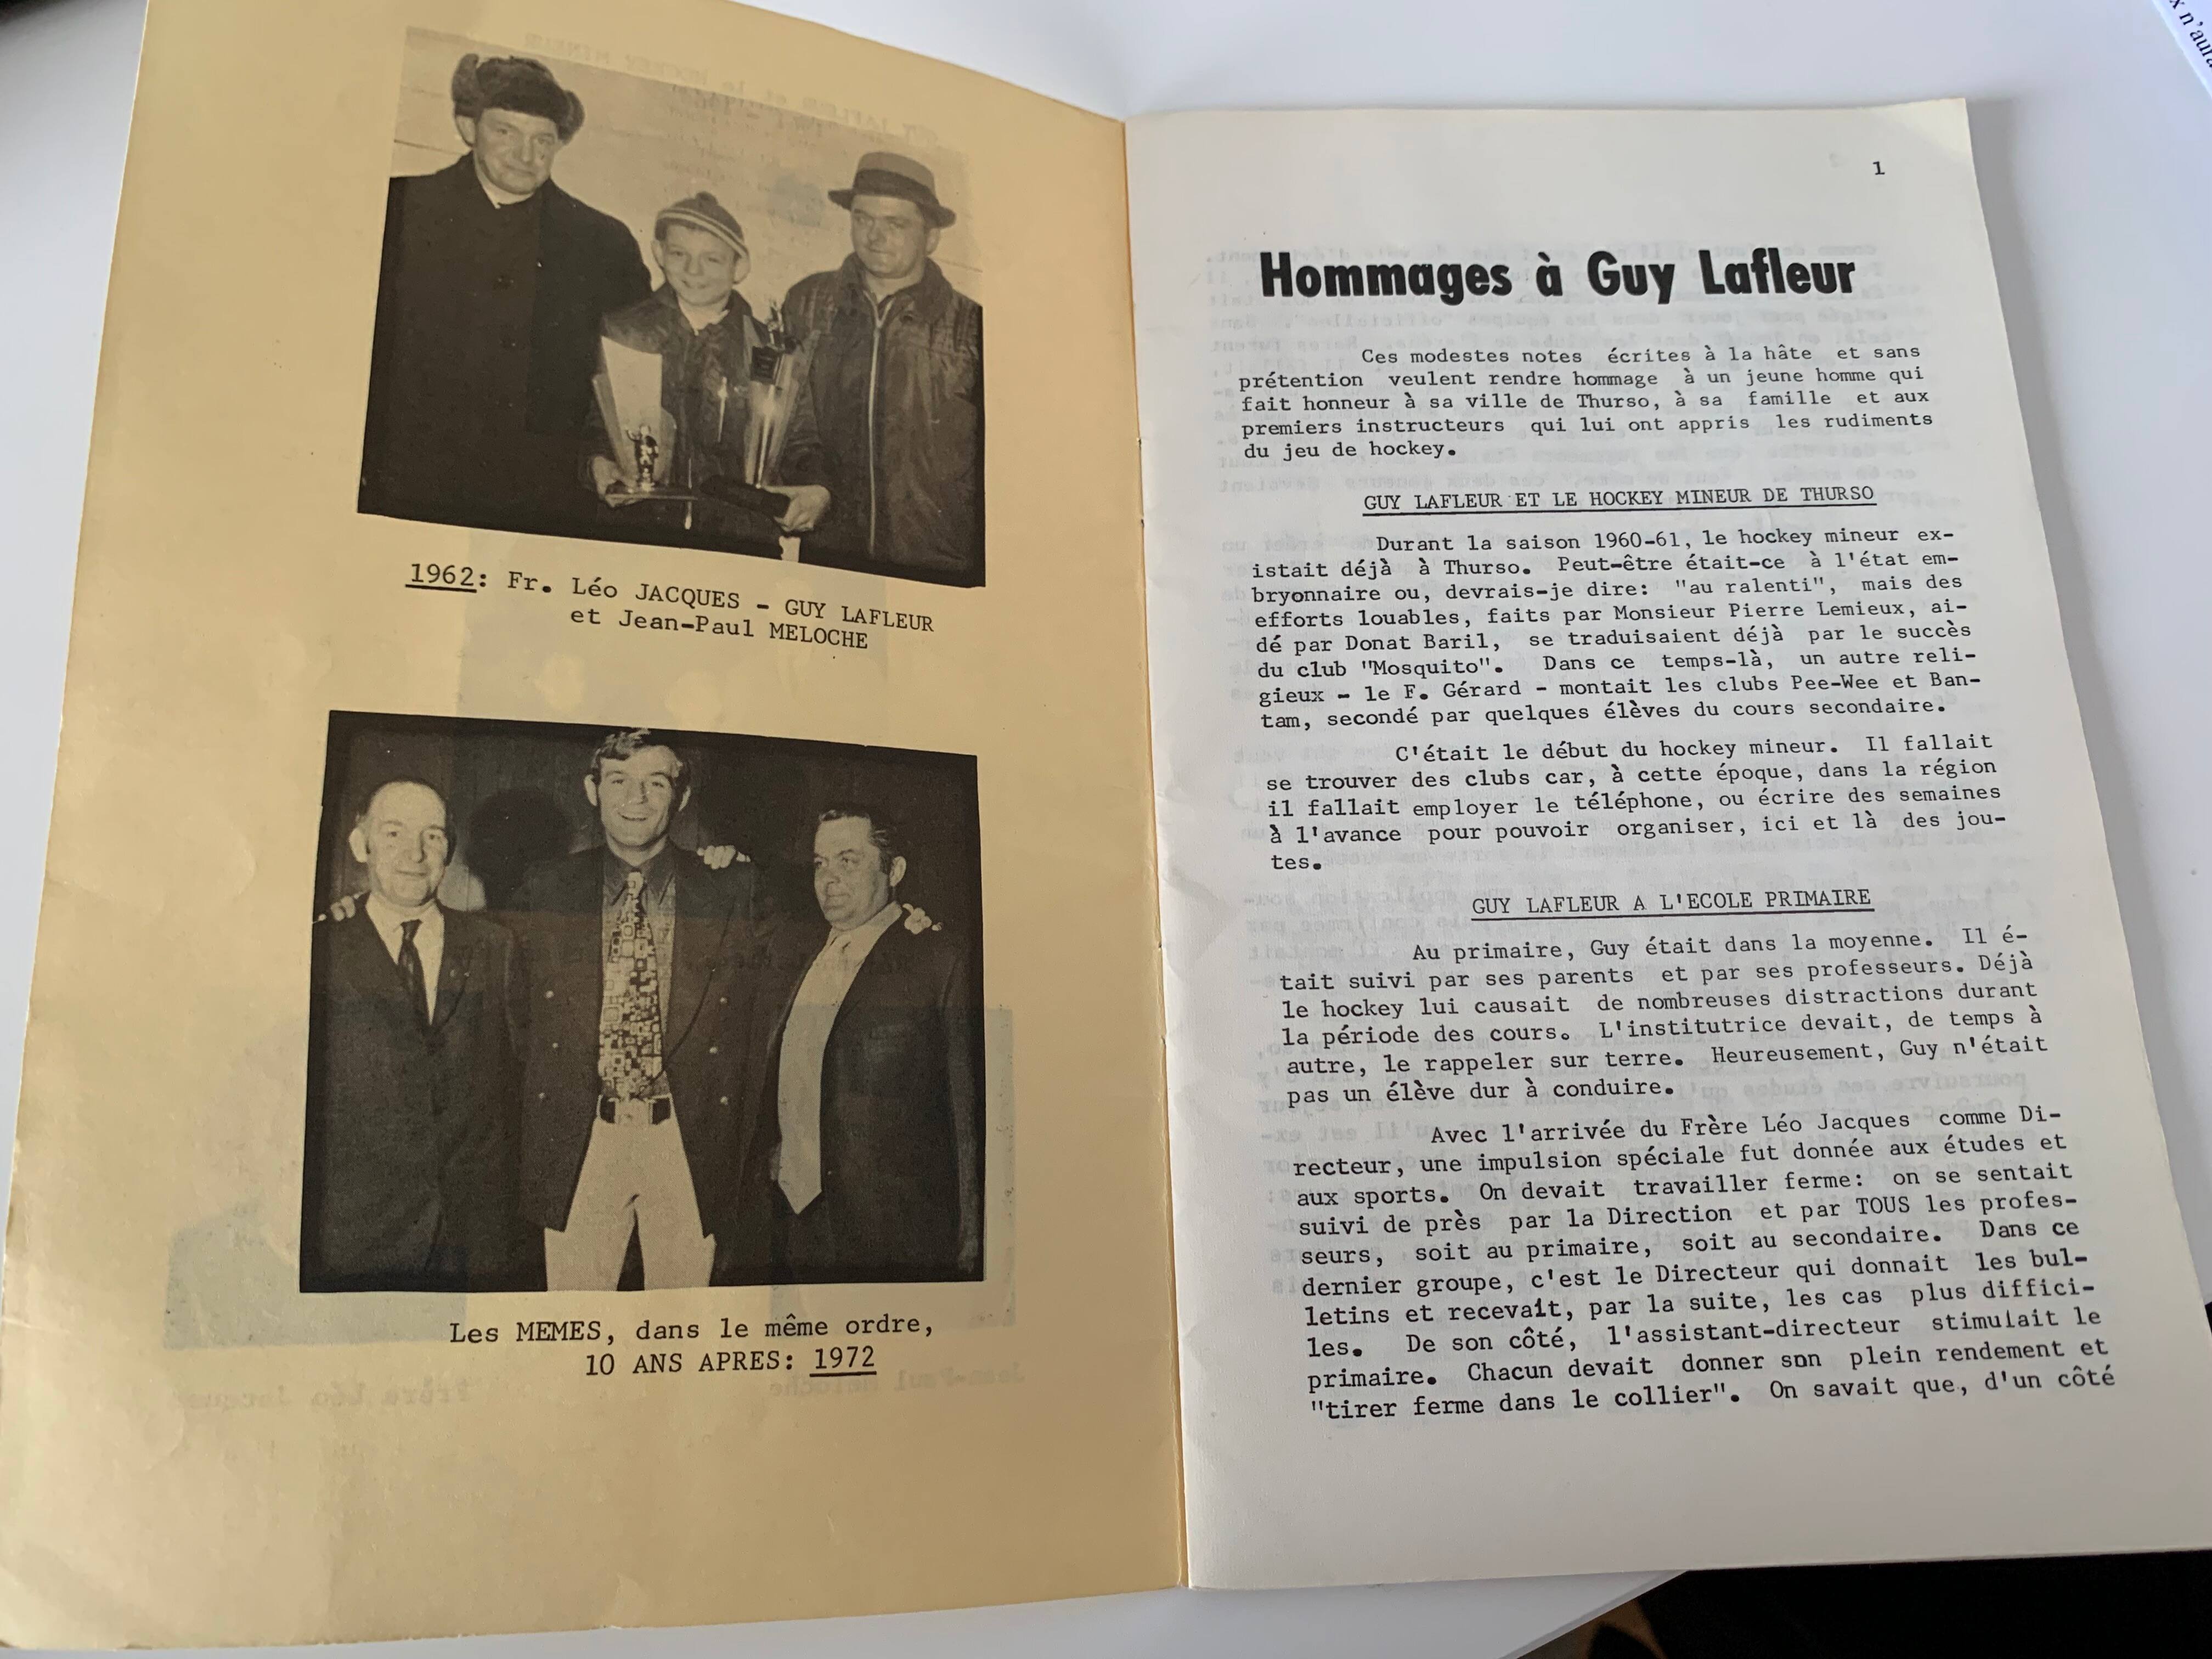 1962: Fr. Léo JACQUES - GUY LAFLEUR
et Jean-Paul MELOCHE
Les MEMES, dans le même ordre,
10 ANS APRES: 1972
1
Hommages à Guy Lafleur
Ces modestes notes écrites à la hâte et sans
prétention veulent rendre hommage à un jeune homme qui
fait honneur à sa ville de Thurso, à sa famille et aux
premiers instructeurs qui lui ont appris les rudiments
du jeu de hockey.
GUY LAFLEUR ET LE HOCKEY MINEUR DE THURSO
Durant la saison 1960-61, le hockey mineur ex-
istait déjà à Thurso. Peut-être était-ce à l'état em-
bryonnaire ou, devrais-je dire: "au ralenti", mais des
efforts louables, faits par Monsieur Pierre Lemieux, ai-
dé par Donat Baril, se traduisaient déjà par le succès
du club "Mosquito". Dans ce temps-là, un autre reli-
gieux - le F. Gérard - montait les clubs Pee-Wee et Ban-
tam, secondé par quelques élèves du cours secondaire.
C'était le début du hockey mineur. Il fallait
se trouver des clubs car, à cette époque, dans la région
il fallait employer le téléphone, ou écrire des semaines
à l'avance pour pouvoir organiser, ici et là des jou-
tes.
GUY LAFLEUR A L'ECOLE PRIMAIRE
Au primaire, Guy était dans la moyenne. Il é-
tait suivi par ses parents et par ses professeurs. Déjà
le hockey lui causait de nombreuses distractions durant
la période des cours. L'institutrice devait, de temps à
autre, le rappeler sur terre. Heureusement, Guy n'était
pas un élève dur à conduire.
Avec l'arrivée du Frère Léo Jacques comme Di-
recteur, une impulsion spéciale fut donnée aux études et
aux sports. On devait travailler ferme: on se sentait
suivi de près par la Direction et par TOUS les profes-
seurs, soit au primaire, soit au secondaire. Dans ce
dernier groupe, c'est le Directeur qui donnait les bul-
letins et recevait, par la suite, les cas plus diffici-
les. De son côté, l'assistant-directeur stimulait le
primaire. Chacun devait donner son plein rendement et
"tirer ferme dans le collier". On savait que, d'un côté